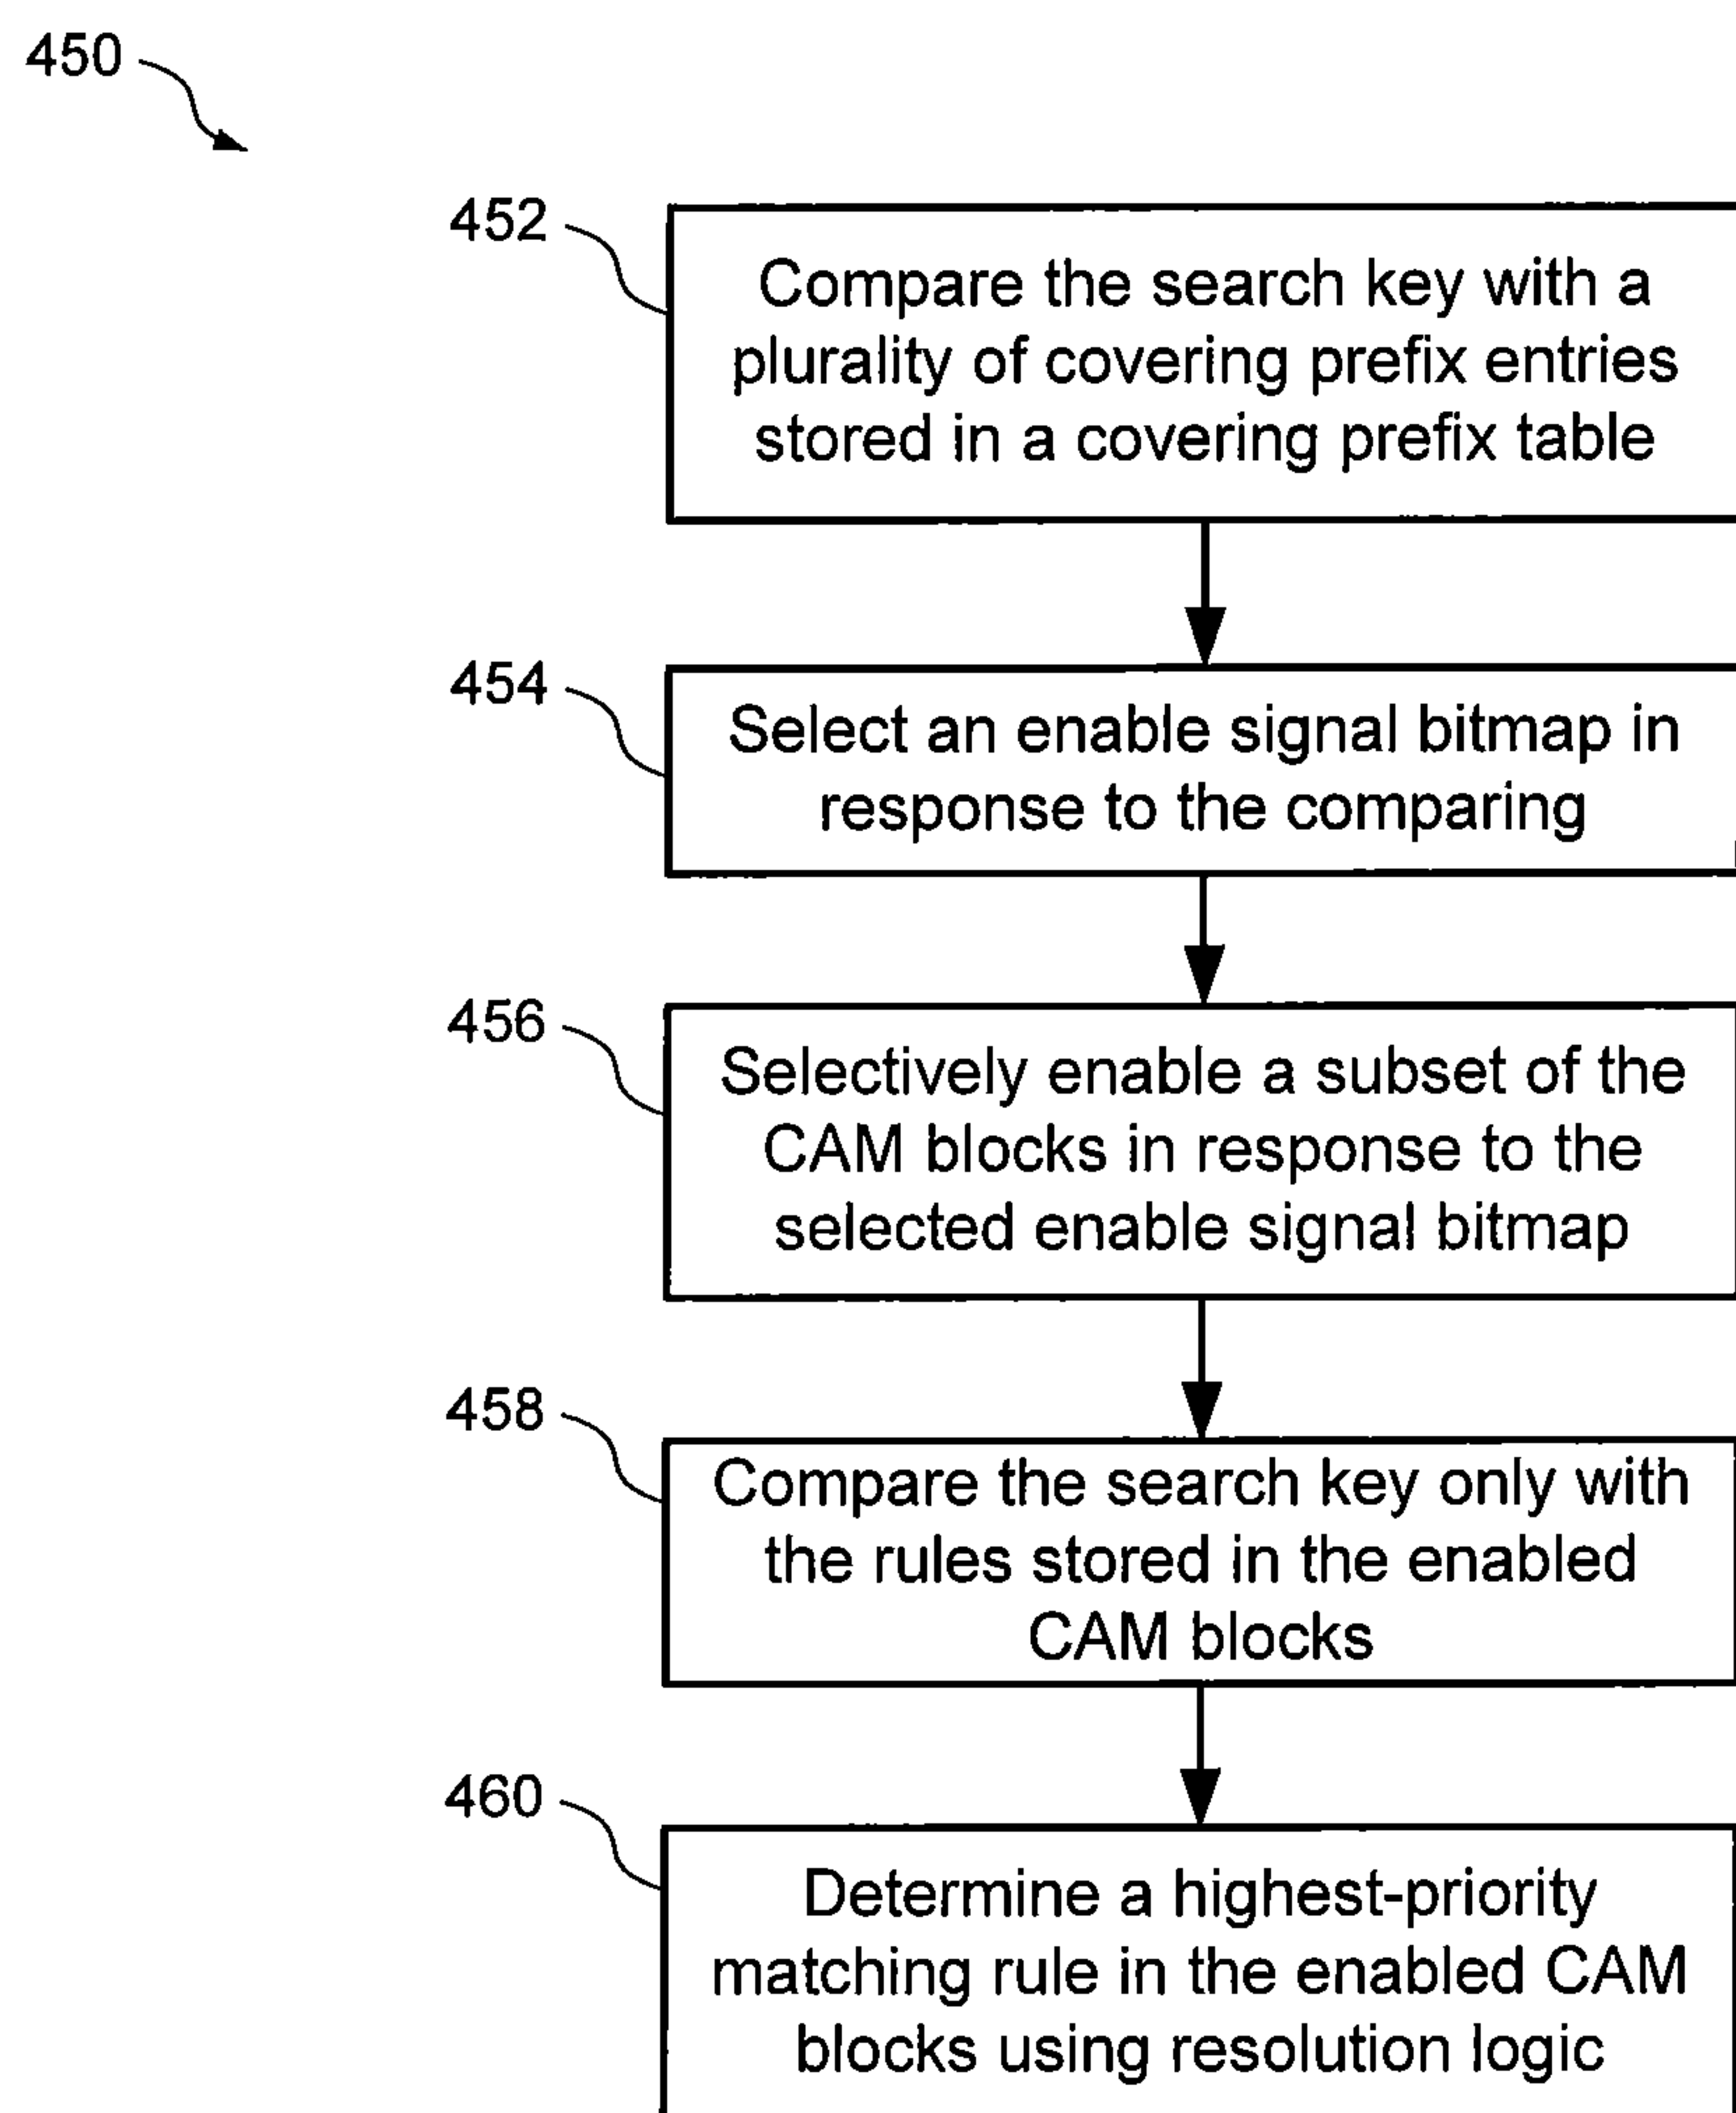 450
452
Compare the search key with a
plurality of covering prefix entries
stored in a covering prefix table
454
Select an enable signal bitmap in
response to the comparing
456
Selectively enable a subset of the
CAM blocks in response to the
selected enable signal bitmap
458
Compare the search key only with
the rules stored in the enabled
CAM blocks
460
Determine a highest-priority
matching rule in the enabled CAM
blocks using resolution logic